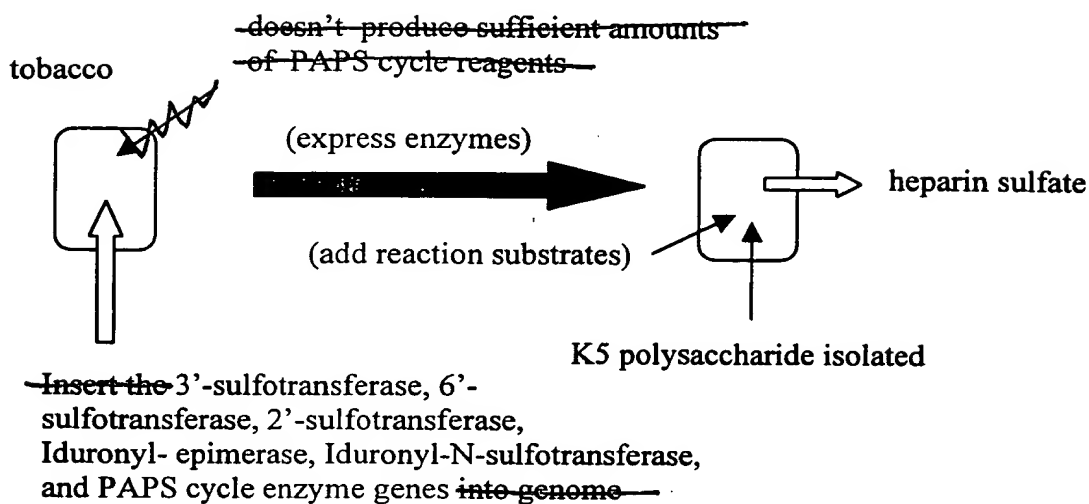 doesn't produce sufficient amounts
of PAPS cycle reagents
tobacco
(express enzymes)
heparin sulfate
(add reaction substrates)
K5 polysaccharide isolated
Insert the 3'-sulfotransferase, 6'-
sulfotransferase, 2'-sulfotransferase,
Iduronyl- epimerase, Iduronyl-N-sulfotransferase,
and PAPS cycle enzyme genes into genome